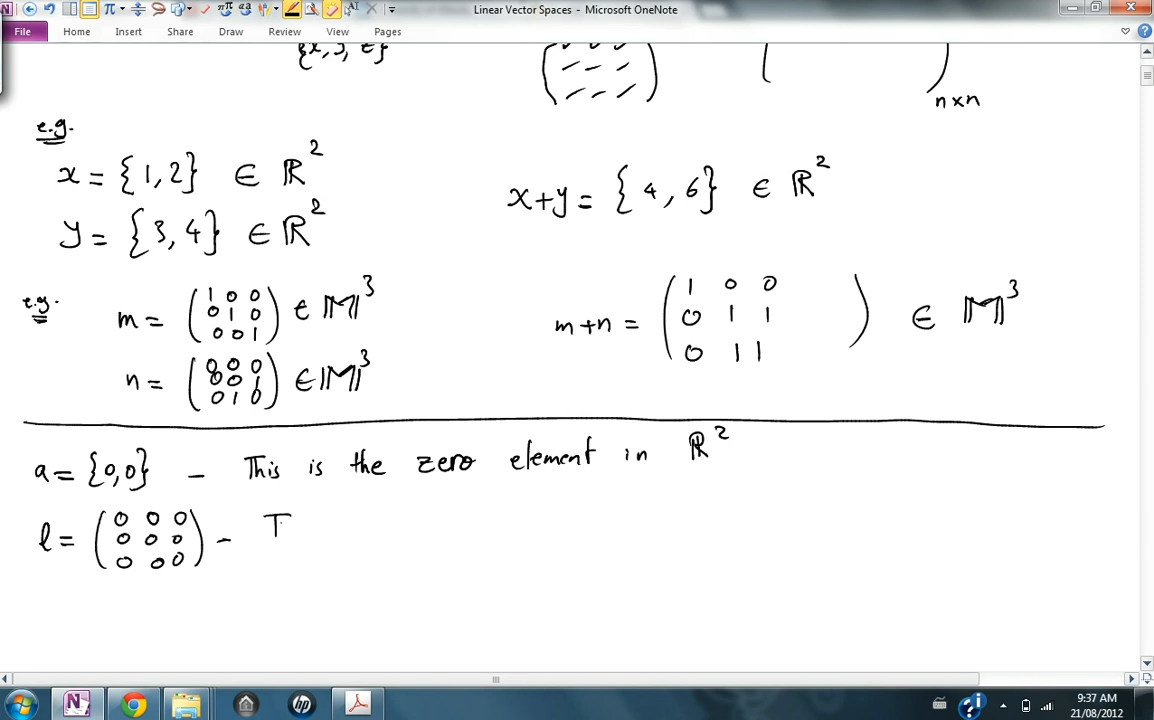 Linear Vector Spaces - Microsoft OneNote
File Home Insert Share Draw Review View Pages
{x, 3, z}
n×n
e.g.
x = {1,2} ∈ ℝ²
x+y = {4,6} ∈ ℝ²
y = {3,4} ∈ ℝ²
e.g.
m = (1 0 0
0 1 0
0 0 1) ∈ 𝕄³
m+n = (1 0 0
0 1 1
0 1 1) ∈ 𝕄³
n = (0 0 0
0 0 1
0 1 0) ∈ 𝕄³
a = {0,0} – This is the zero element in ℝ²
l = (0 0 0
0 0 0
0 0 0) – T
9:37 AM
21/08/2012